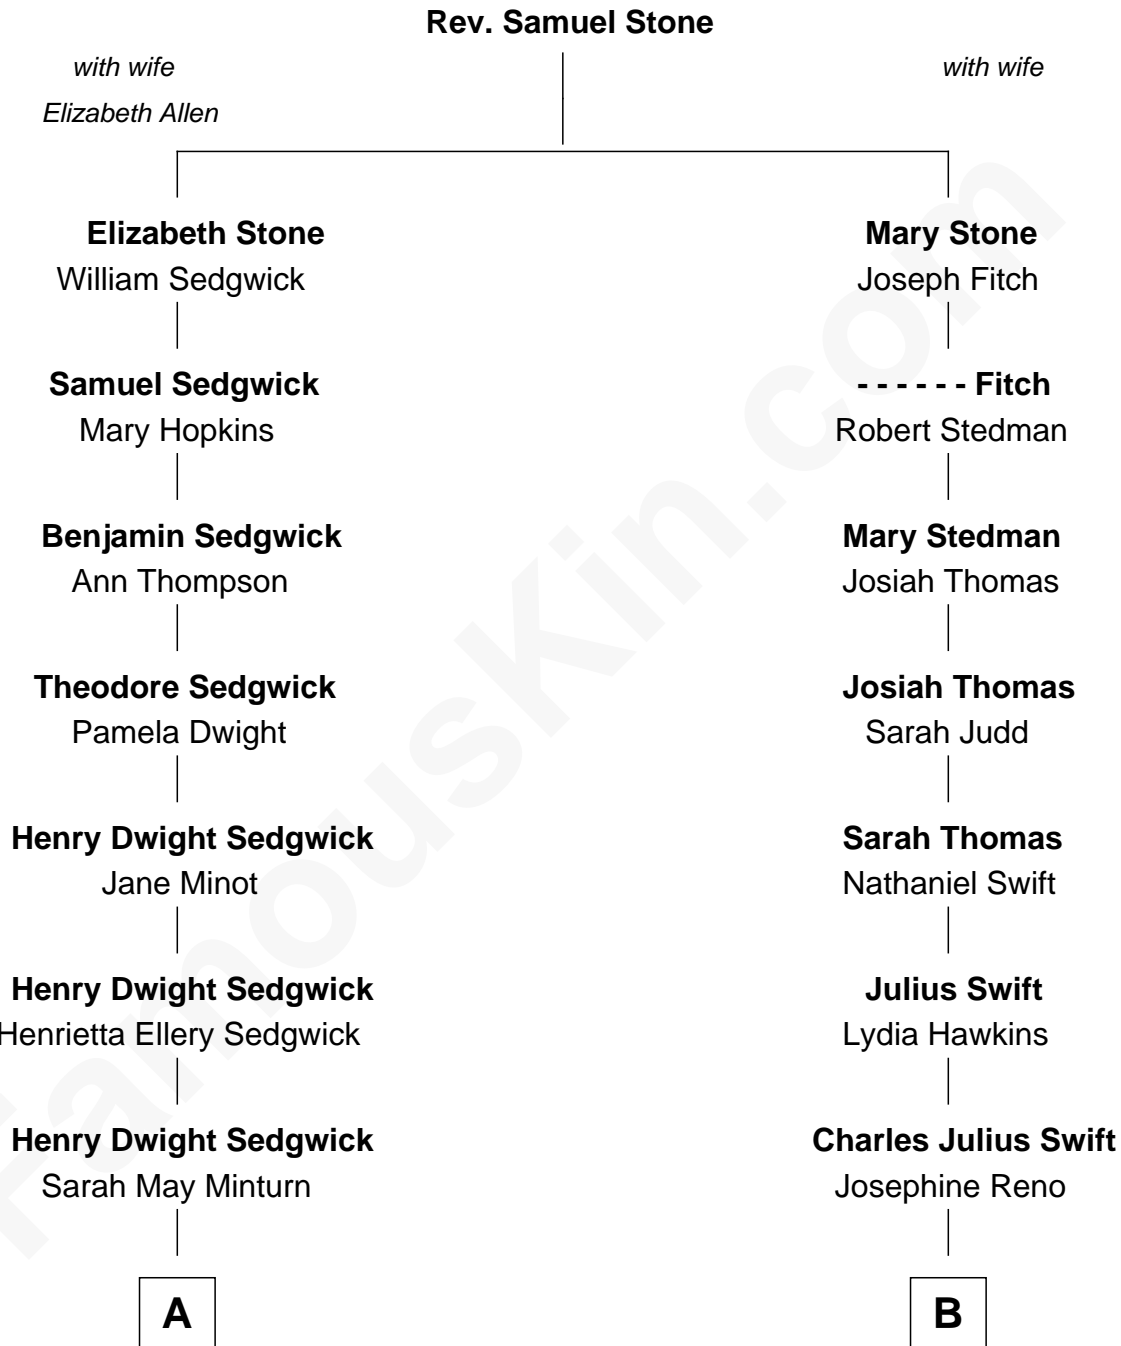 Rev. Samuel Stone
with wife
Elizabeth Allen
with wife
Elizabeth Stone
William Sedgwick
Mary Stone
Joseph Fitch
Samuel Sedgwick
Mary Hopkins
- - - - - - Fitch
Robert Stedman
Benjamin Sedgwick
Ann Thompson
Mary Stedman
Josiah Thomas
Theodore Sedgwick
Pamela Dwight
Josiah Thomas
Sarah Judd
Henry Dwight Sedgwick
Jane Minot
Sarah Thomas
Nathaniel Swift
Henry Dwight Sedgwick
Henrietta Ellery Sedgwick
Julius Swift
Lydia Hawkins
Henry Dwight Sedgwick
Sarah May Minturn
Charles Julius Swift
Josephine Reno
A
B
FamousKin.com